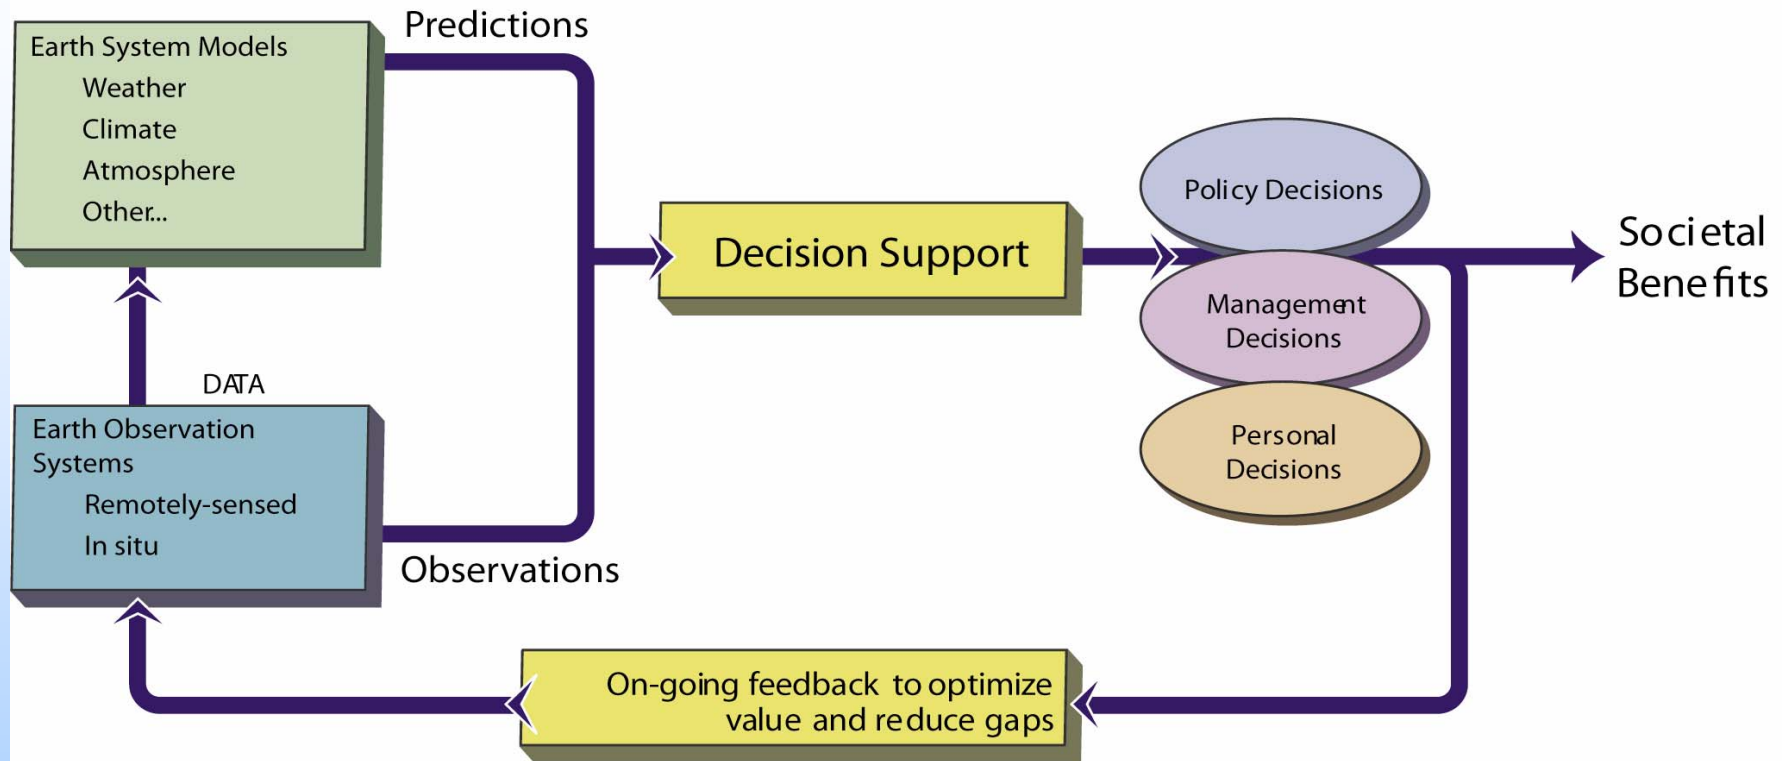 Predictions
Earth System Models
Weather
Climate
Atmosphere
Other...
DATA
Earth Observation
Systems
Remotely-sensed
In situ
Observations
Decision Support
Policy Decisions
Management
Decisions
Personal
Decisions
Societal
Benefits
On-going feedback to optimize
value and reduce gaps